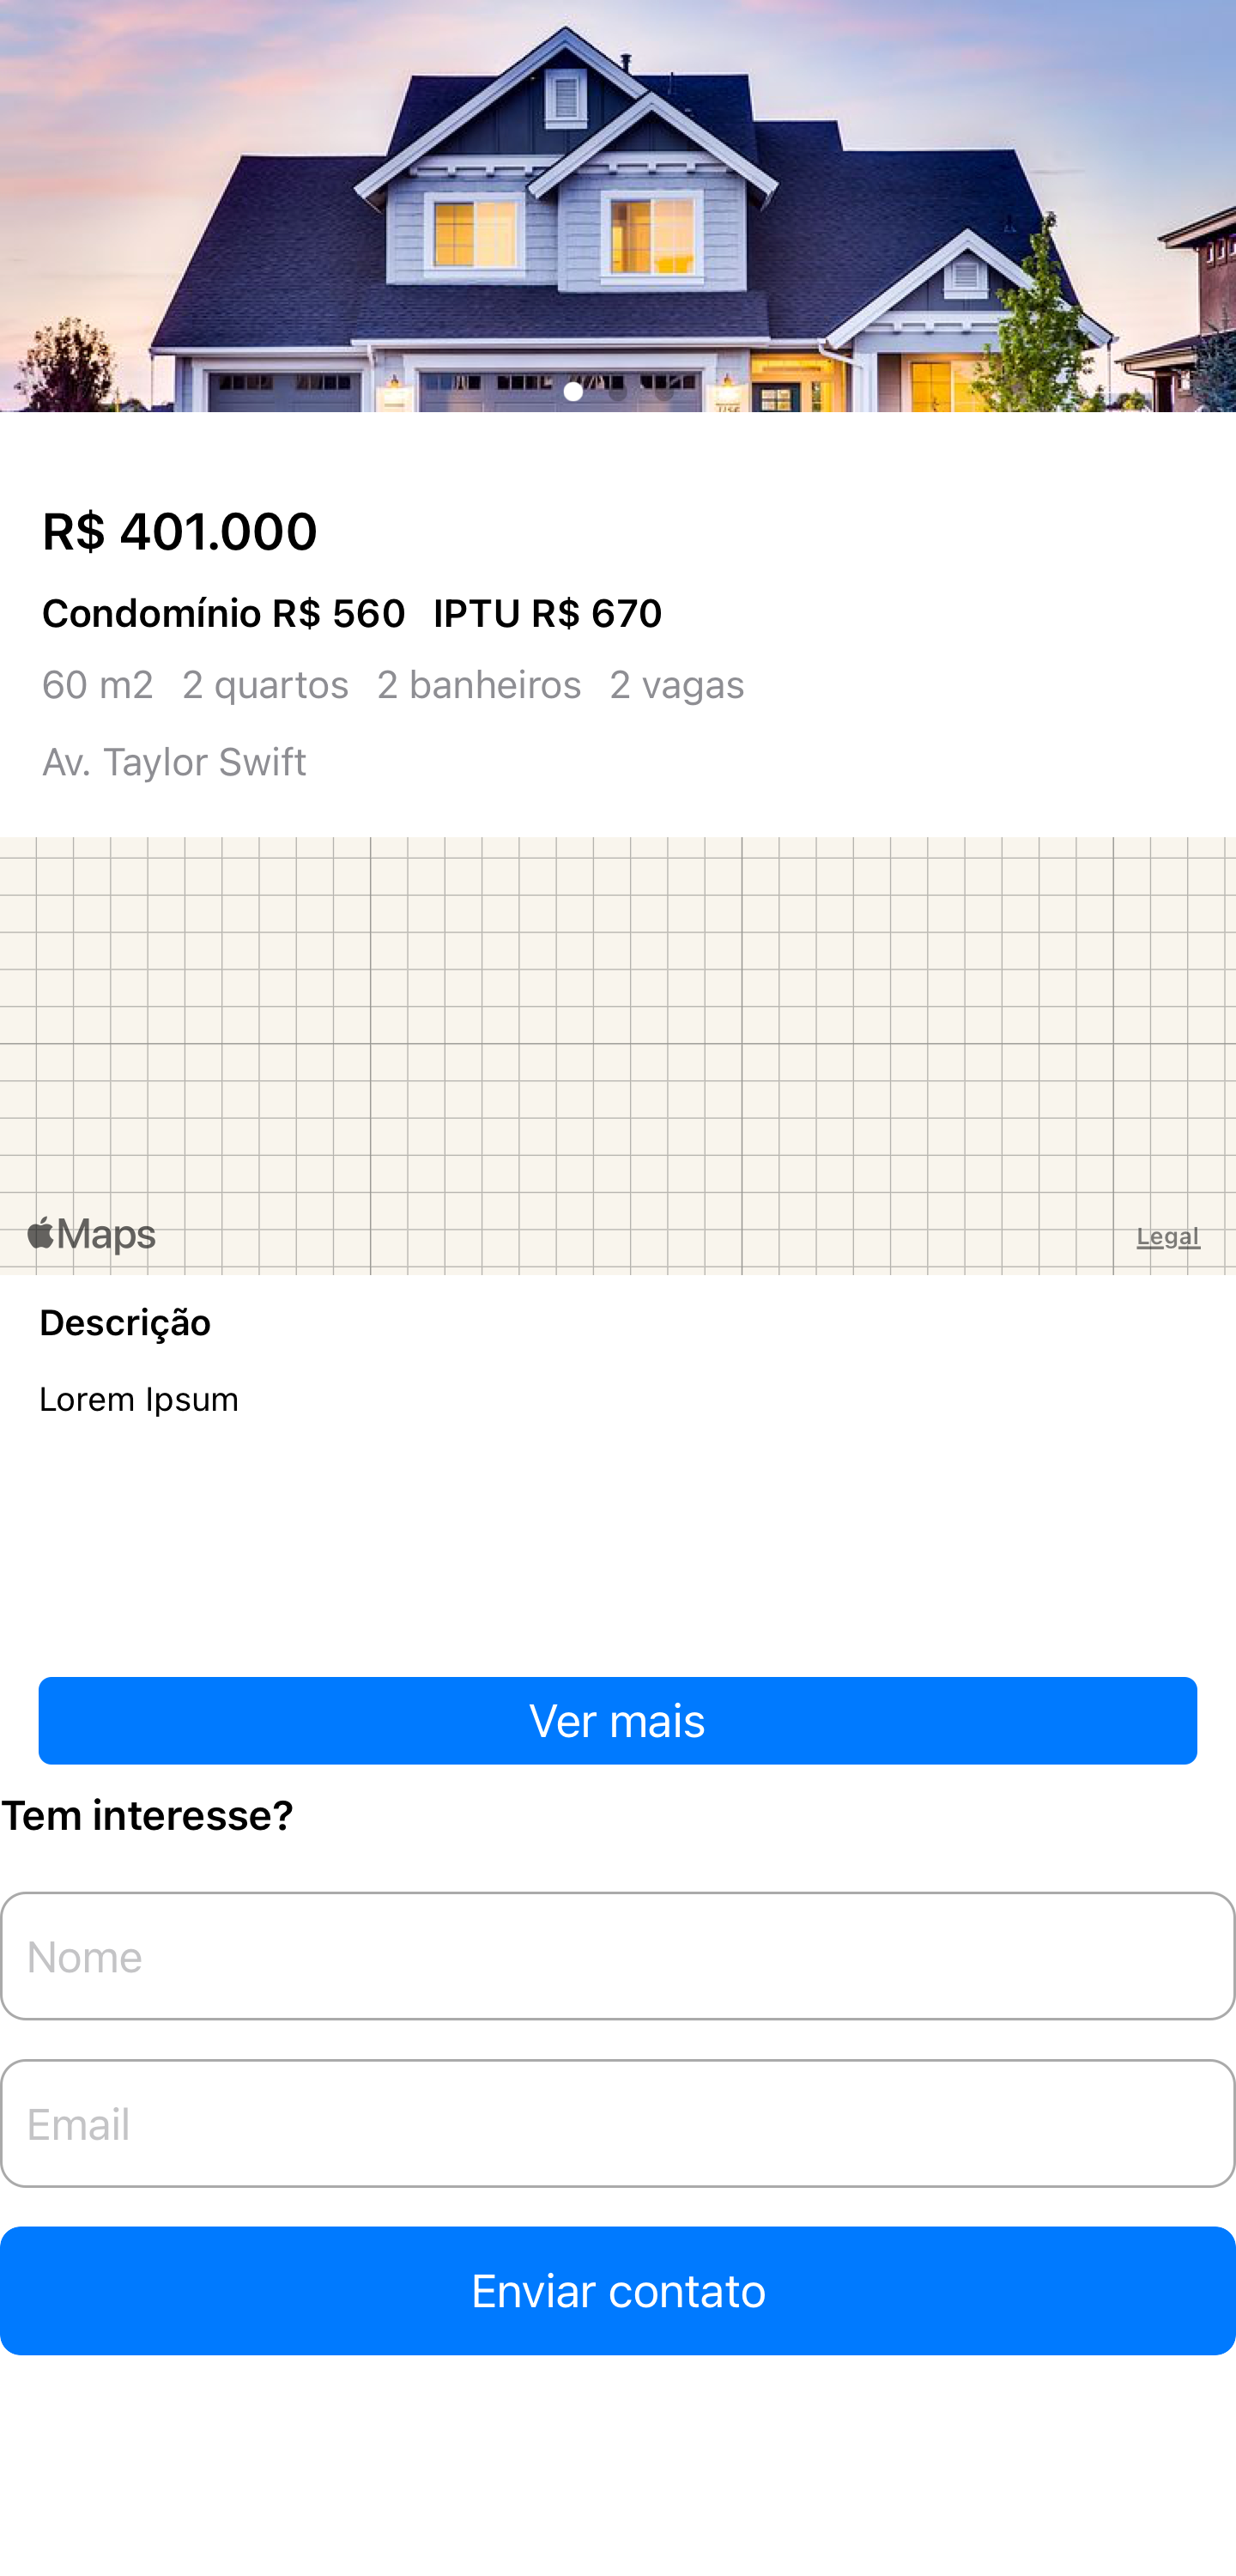 R$ 401.000
Condomínio R$ 560 IPTU R$ 670
60 m2 2 quartos 2 banheiros 2 vagas
Av. Taylor Swift
Maps
Legal
Descrição
Lorem Ipsum
Ver mais
Tem interesse?
Nome
Email
Enviar contato